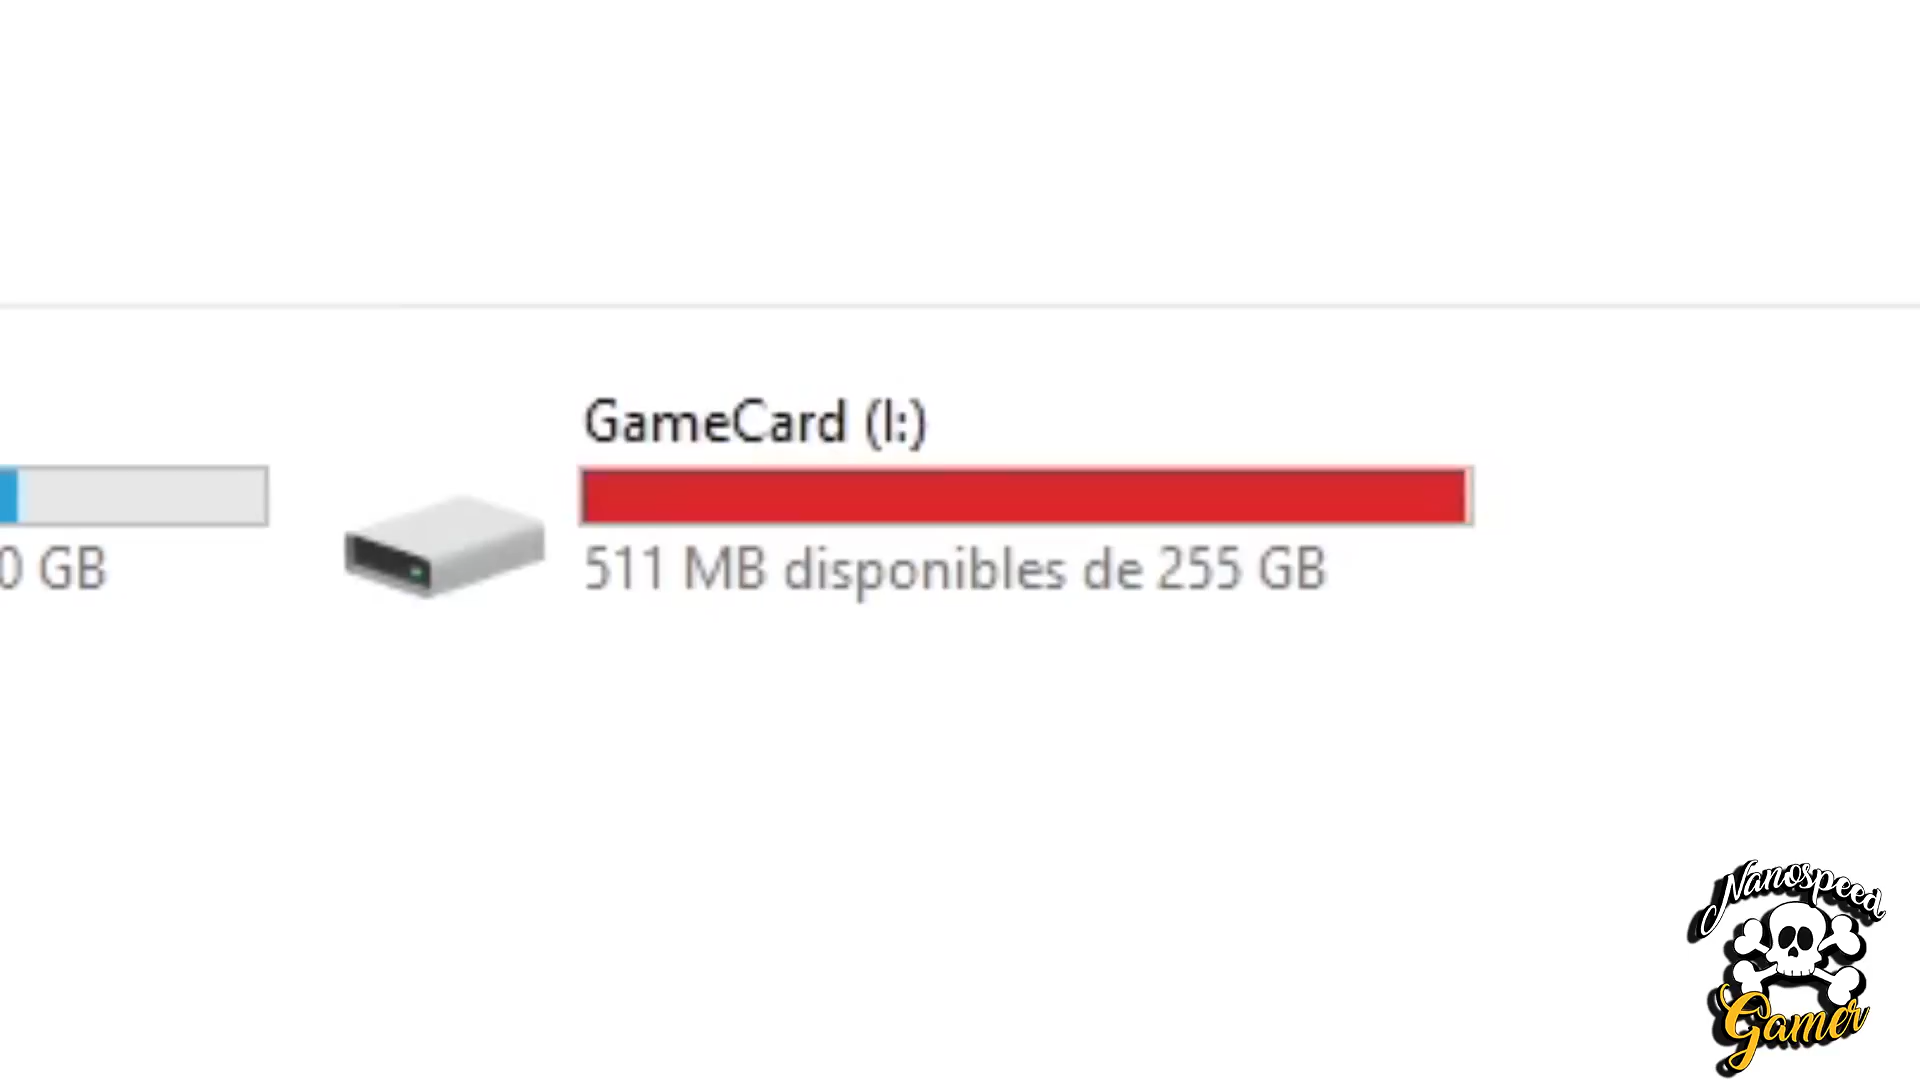 GameCard (I:)
0 GB
511 MB disponibles de 255 GB
Nanospeed
Gamer